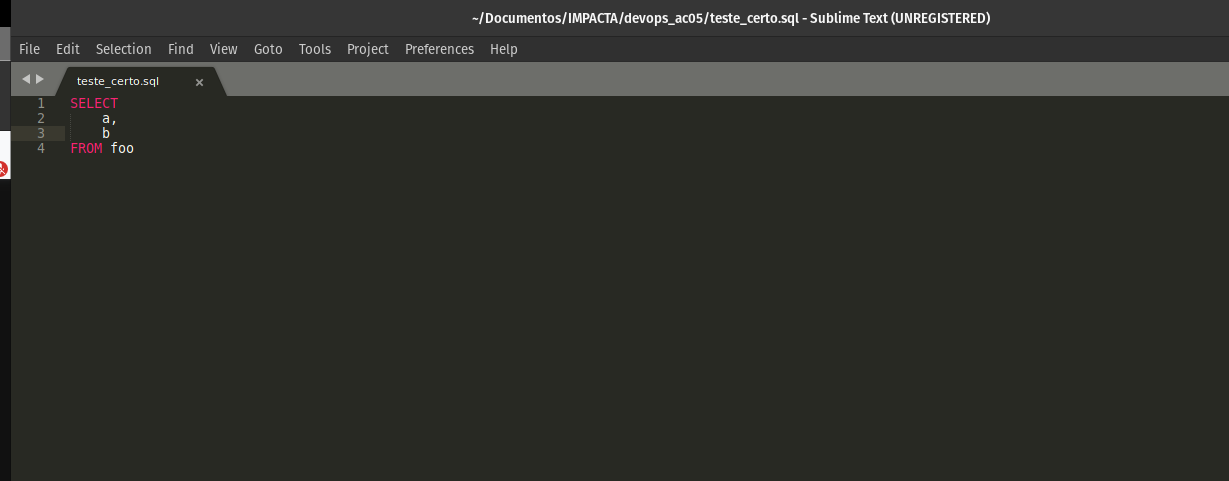 ~/Documentos/IMPACTA/devops_ac05/teste_certo.sql - Sublime Text (UNREGISTERED)
File Edit Selection Find View Goto Tools Project Preferences Help
teste_certo.sql ×
1 SELECT
2     a,
3     b
4 FROM foo